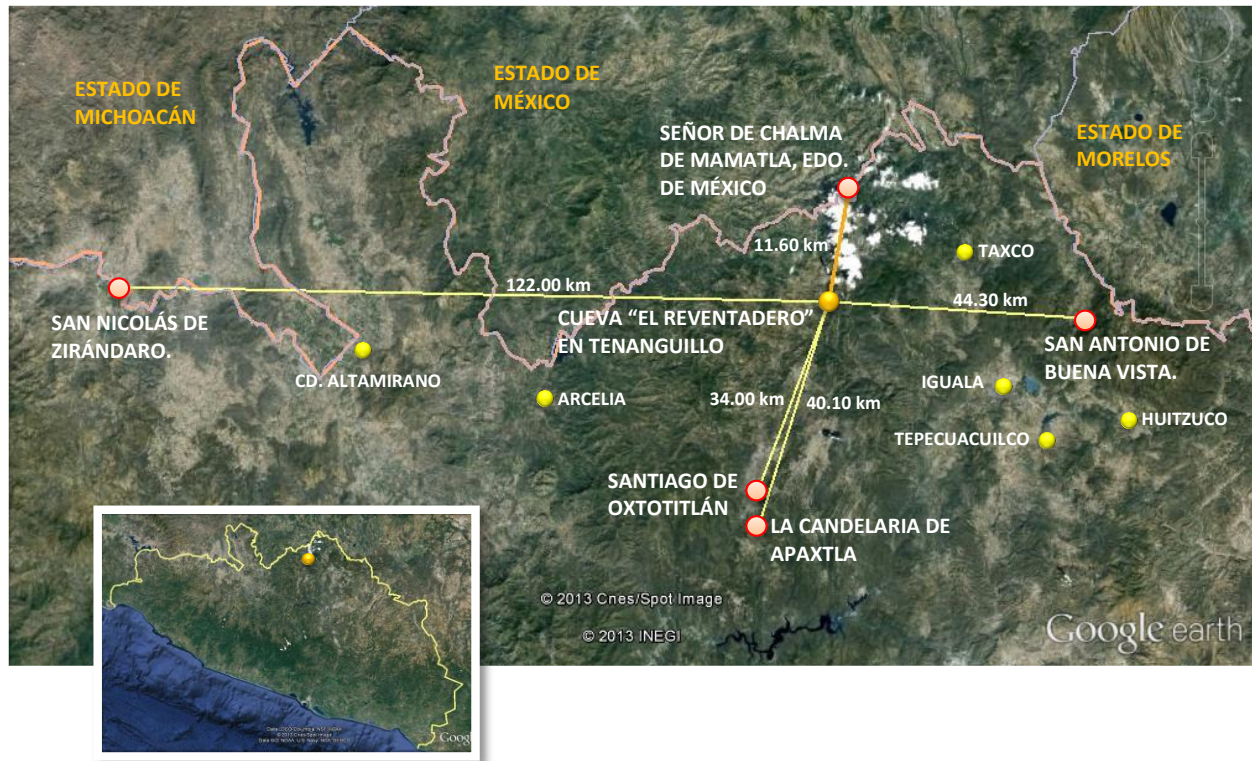 ESTADO DE
MICHOACÁN
ESTADO DE
MÉXICO
SEÑOR DE CHALMA
DE MAMATLA, EDO.
DE MÉXICO
ESTADO DE
MORELOS
11.60 km
TAXCO
122.00 km
44.30 km
SAN NICOLÁS DE
ZIRÁNDARO.
CUEVA “EL REVENTADERO”
EN TENANGUILLO
SAN ANTONIO DE
BUENA VISTA.
CD. ALTAMIRANO
ARCELIA
34.00 km
40.10 km
IGUALA
HUITZUCO
TEPECUACUILCO
SANTIAGO DE
OXTOTITLÁN
LA CANDELARIA DE
APAXTLA
© 2013 Cnes/Spot Image
© 2013 INEGI
Google earth